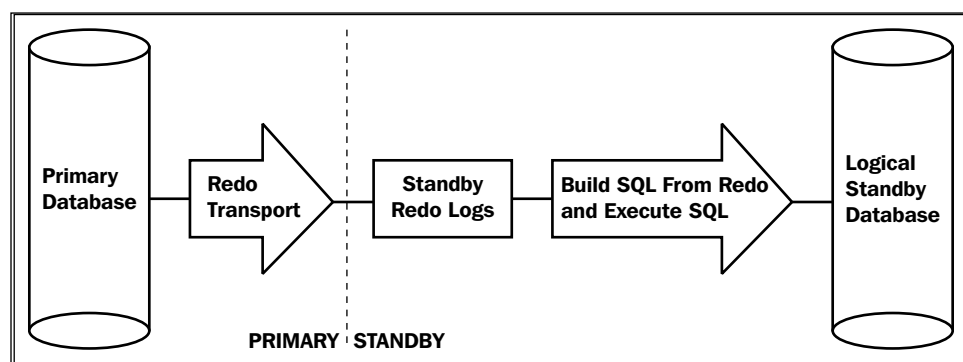 Primary
Database
Redo
Transport
Standby
Redo Logs
Build SQL From Redo
and Execute SQL
Logical
Standby
Database
PRIMARY
STANDBY